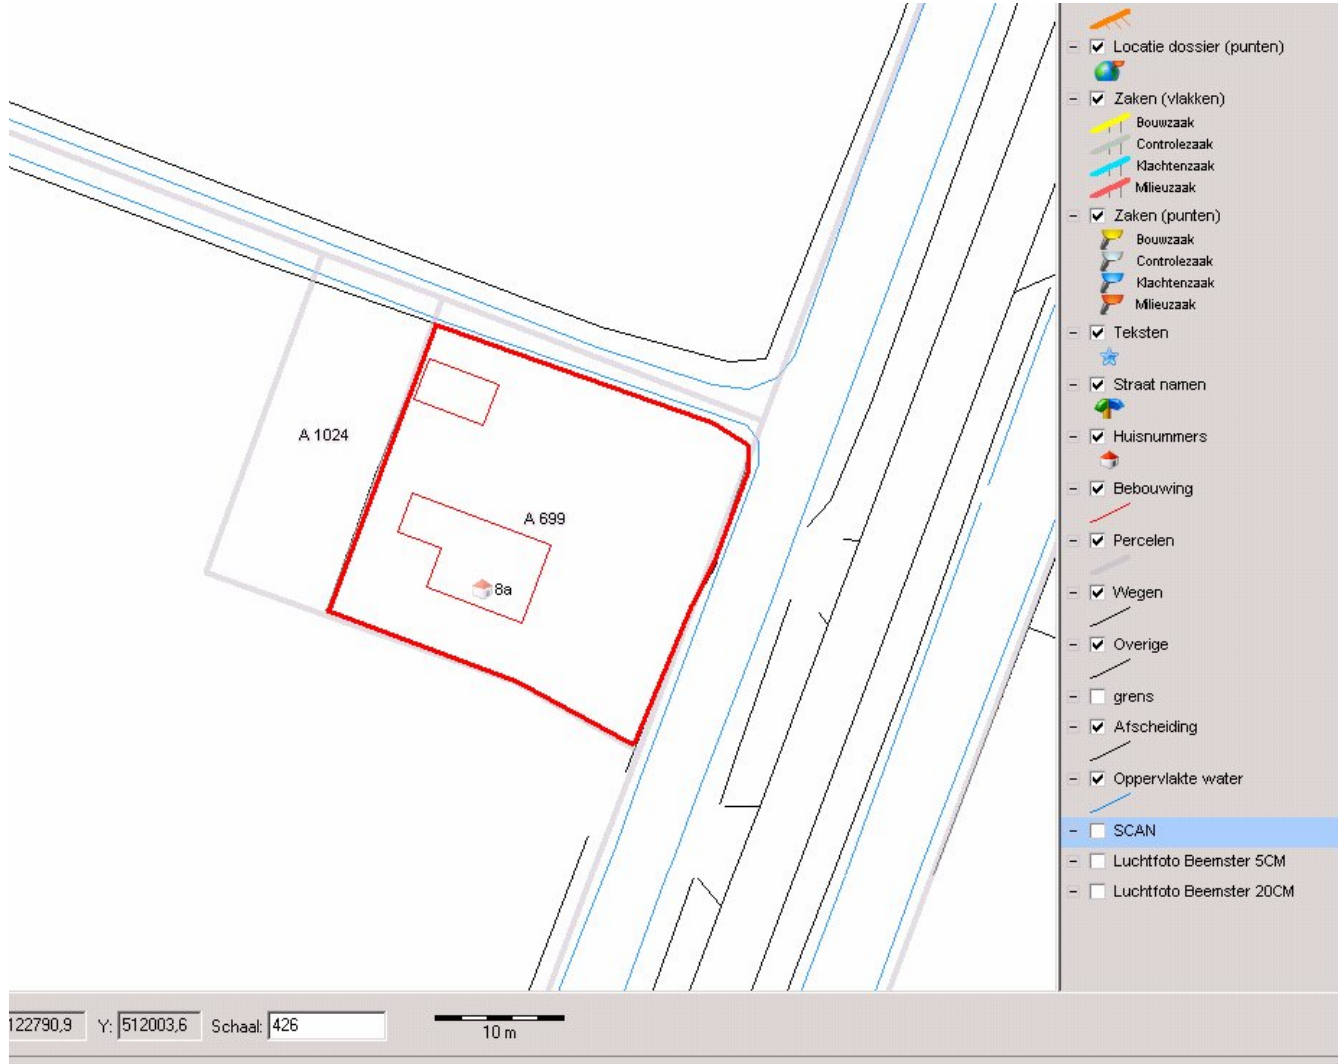 Locatie dossier (punten)
Zaken (vlakken)
Bouwzaak
Controlezaak
Klachtenzaak
Milieuzaak
Zaken (punten)
Bouwzaak
Controlezaak
Klachtenzaak
Milieuzaak
Teksten
Straat namen
Huisnummers
Bebouwing
Percelen
Wegen
Overige
grens
Afscheiding
Oppervlakte water
SCAN
Luchtfoto Beemster 5CM
Luchtfoto Beemster 20CM
A 1024
A 699
8a
122790,9 Y: 512003,6 Schaal: 426
10 m